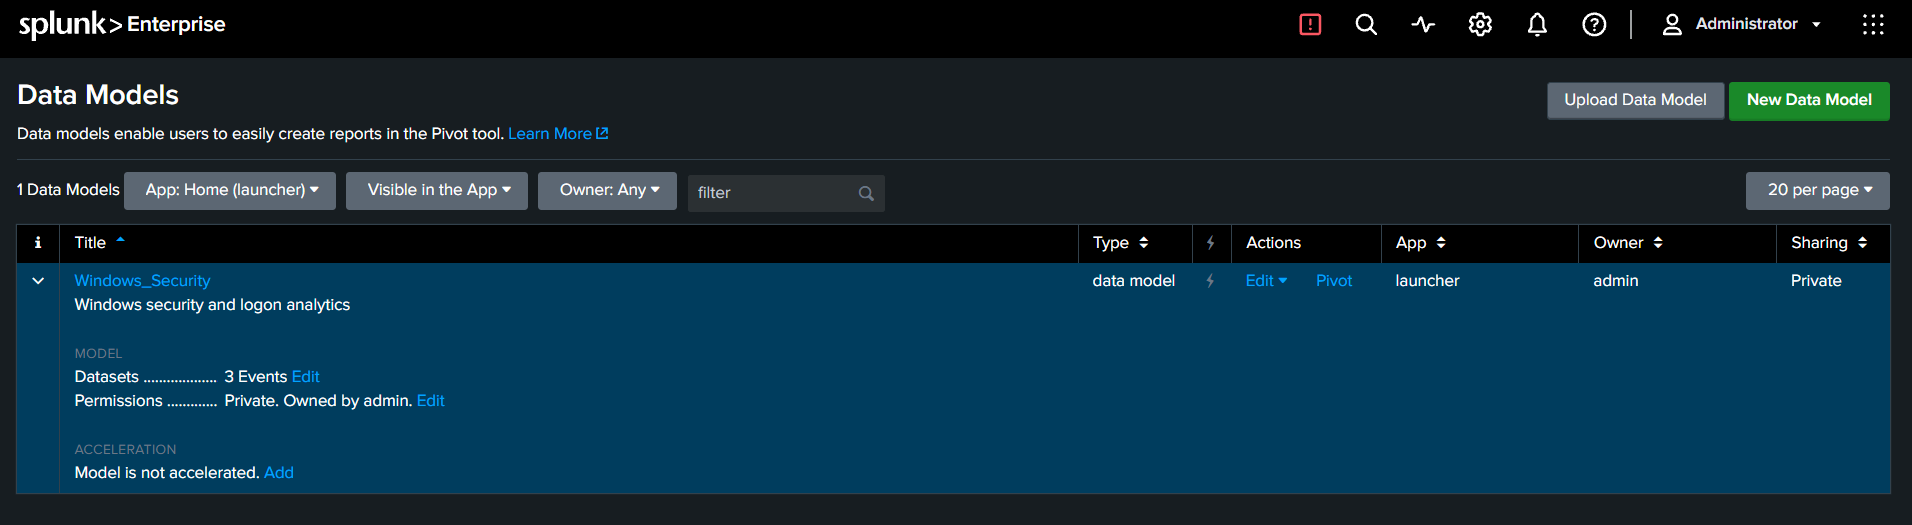 splunk> Enterprise Administrator
Data Models Upload Data Model New Data Model
Data models enable users to easily create reports in the Pivot tool. Learn More
1 Data Models App: Home (launcher) Visible in the App Owner: Any filter 20 per page
i Title Type Actions App Owner Sharing
Windows_Security data model Edit Pivot launcher admin Private
Windows security and logon analytics
MODEL
Datasets ................... 3 Events Edit
Permissions ............. Private. Owned by admin. Edit
ACCELERATION
Model is not accelerated. Add